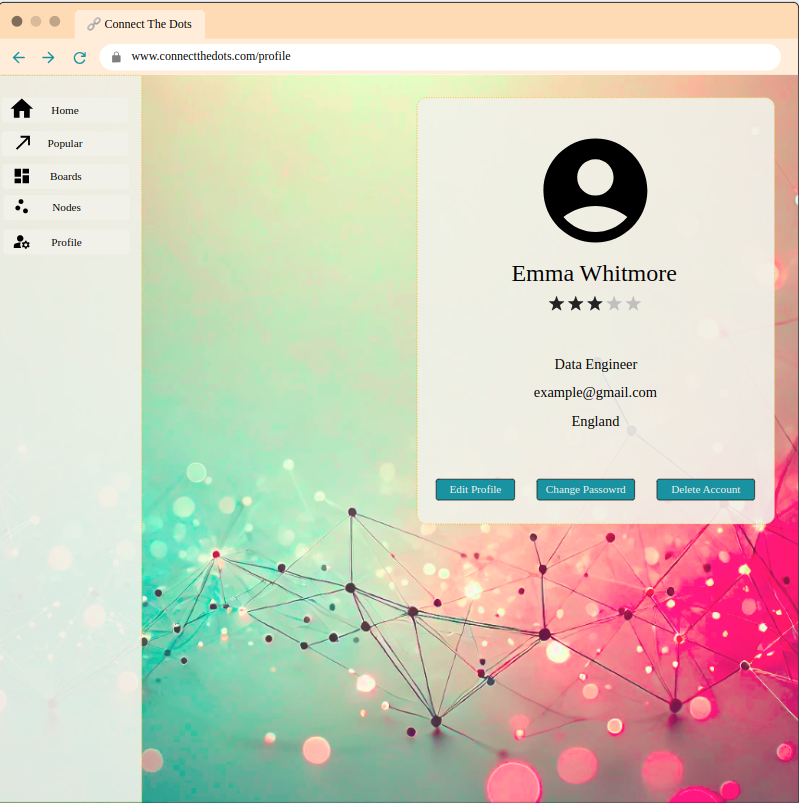 Connect The Dots
www.connectthedots.com/profile
Home
Popular
Boards
Nodes
Profile
Emma Whitmore
Data Engineer
example@gmail.com
England
Edit Profile
Change Passowrd
Delete Account